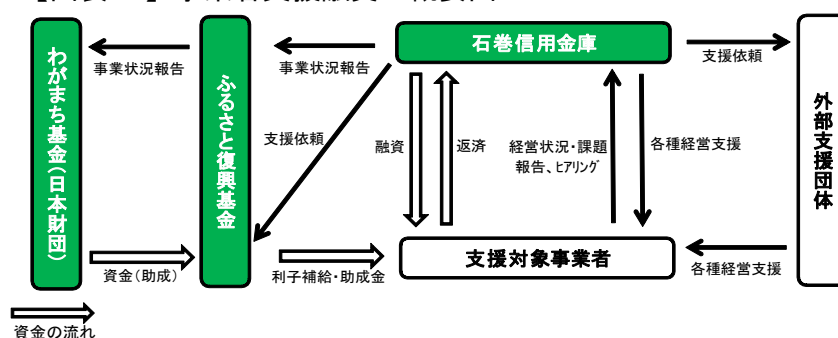 わがまち基金(日本財団)
事業状況報告
ふるさと復興基金
事業状況報告
石巻信用金庫
支援依頼
外部支援団体
支援依頼
融資
返済
経営状況・課題
報告、ﾋｱﾘﾝｸﾞ
各種経営支援
資金(助成)
利子補給・助成金
支援対象事業者
各種経営支援
資金の流れ